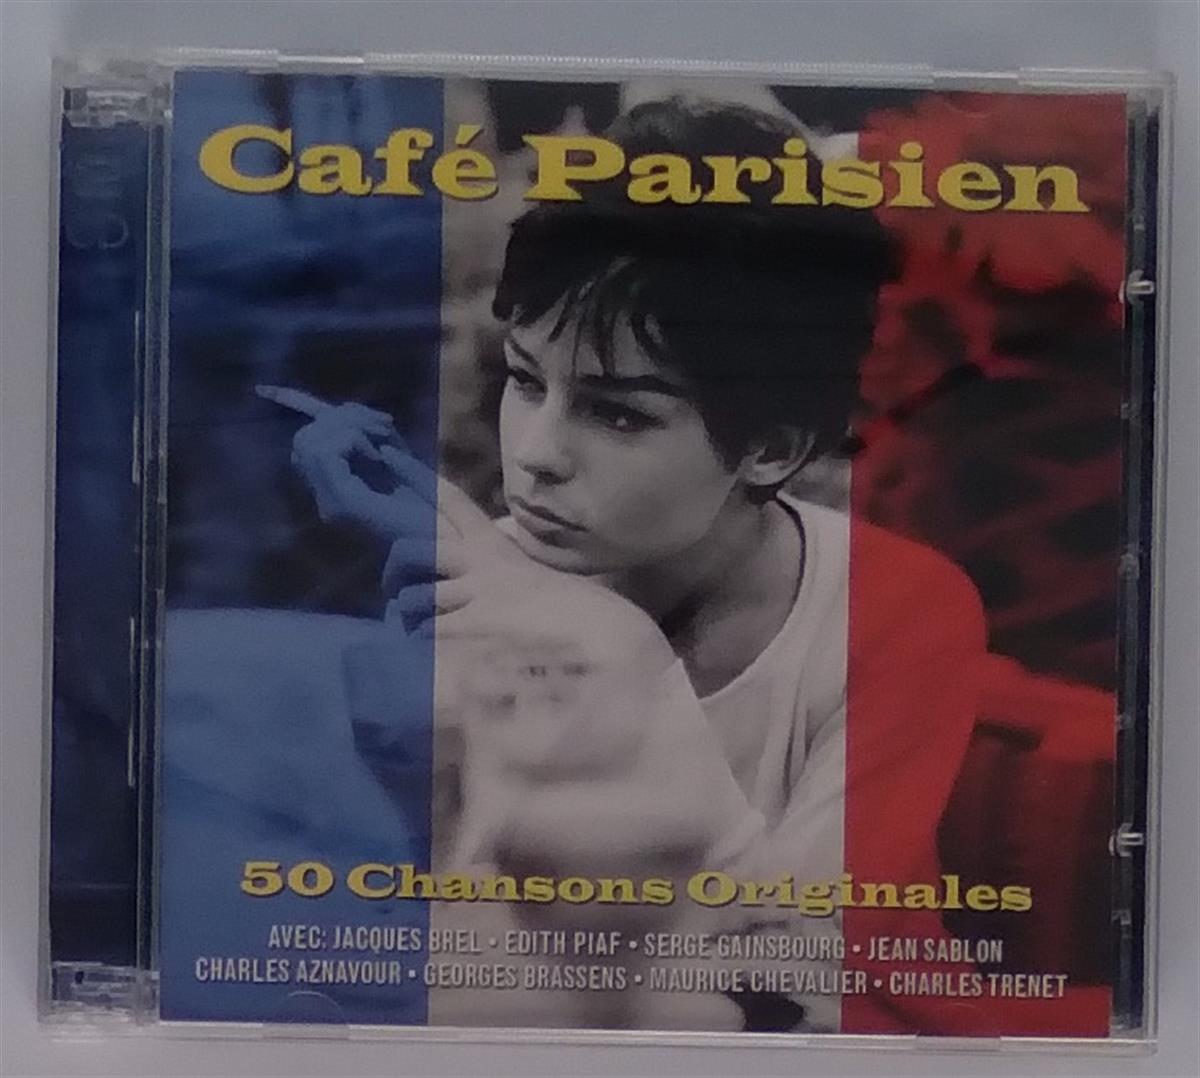 Café Parisien
50 Chansons Originales
AVEC: JACQUES BREL • EDITH PIAF • SERGE GAINSBOURG • JEAN SABLON
CHARLES AZNAVOUR • GEORGES BRASSENS • MAURICE CHEVALIER • CHARLES TRENET